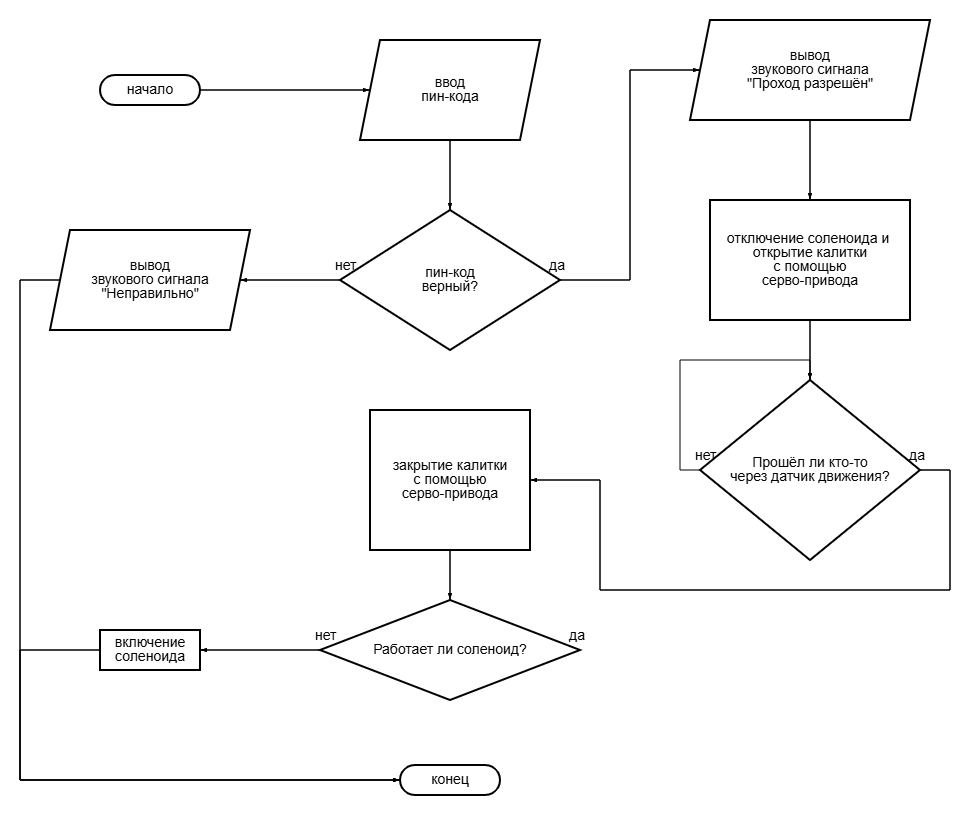 начало
ввод
пин-кода
вывод
звукового сигнала
"Проход разрешён"
пин-код
верный?
нет
да
вывод
звукового сигнала
"Неправильно"
отключение соленоида и
открытие калитки
с помощью
серво-привода
Прошёл ли кто-то
через датчик движения?
нет
да
закрытие калитки
с помощью
серво-привода
Работает ли соленоид?
нет
да
включение
соленоида
конец